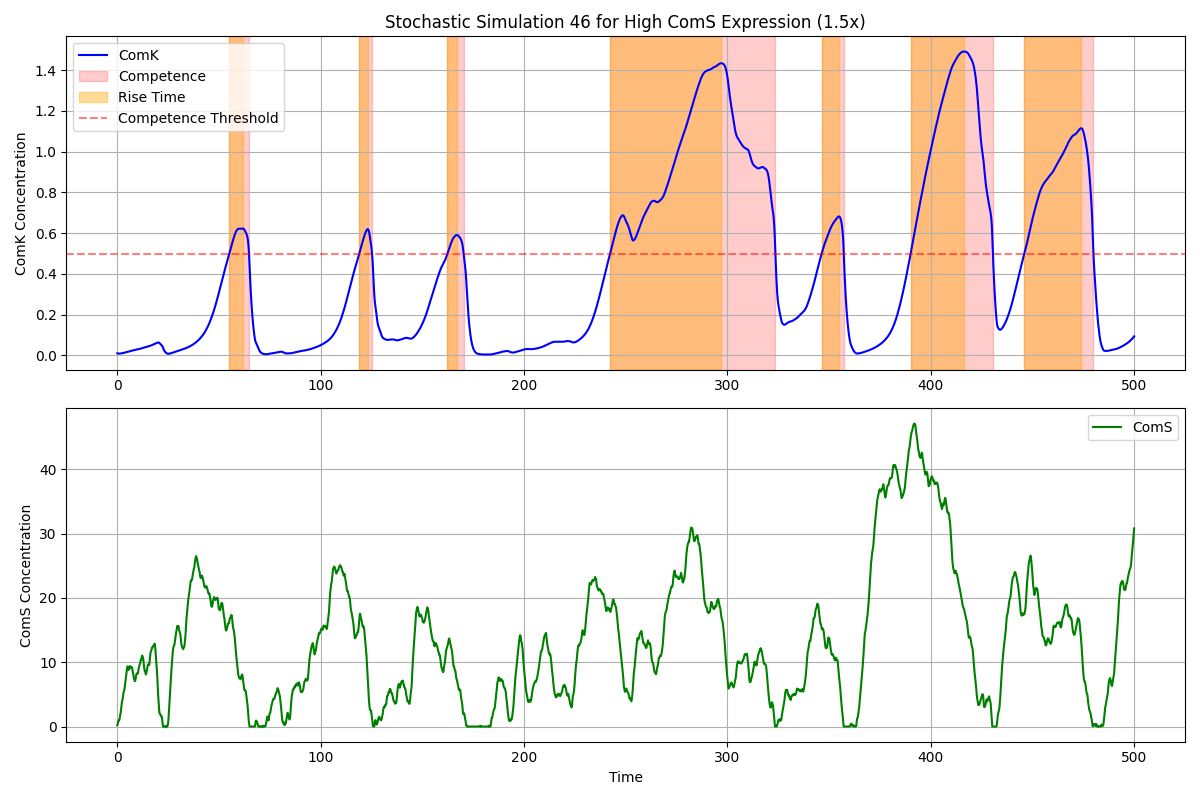 Stochastic Simulation 46 for High ComS Expression (1.5x)
ComK
Competence
Rise Time
Competence Threshold
ComK Concentration
1.4
1.2
1.0
0.8
0.6
0.4
0.2
0.0
0 100 200 300 400 500
ComS
ComS Concentration
40
30
20
10
0
0 100 200 300 400 500
Time